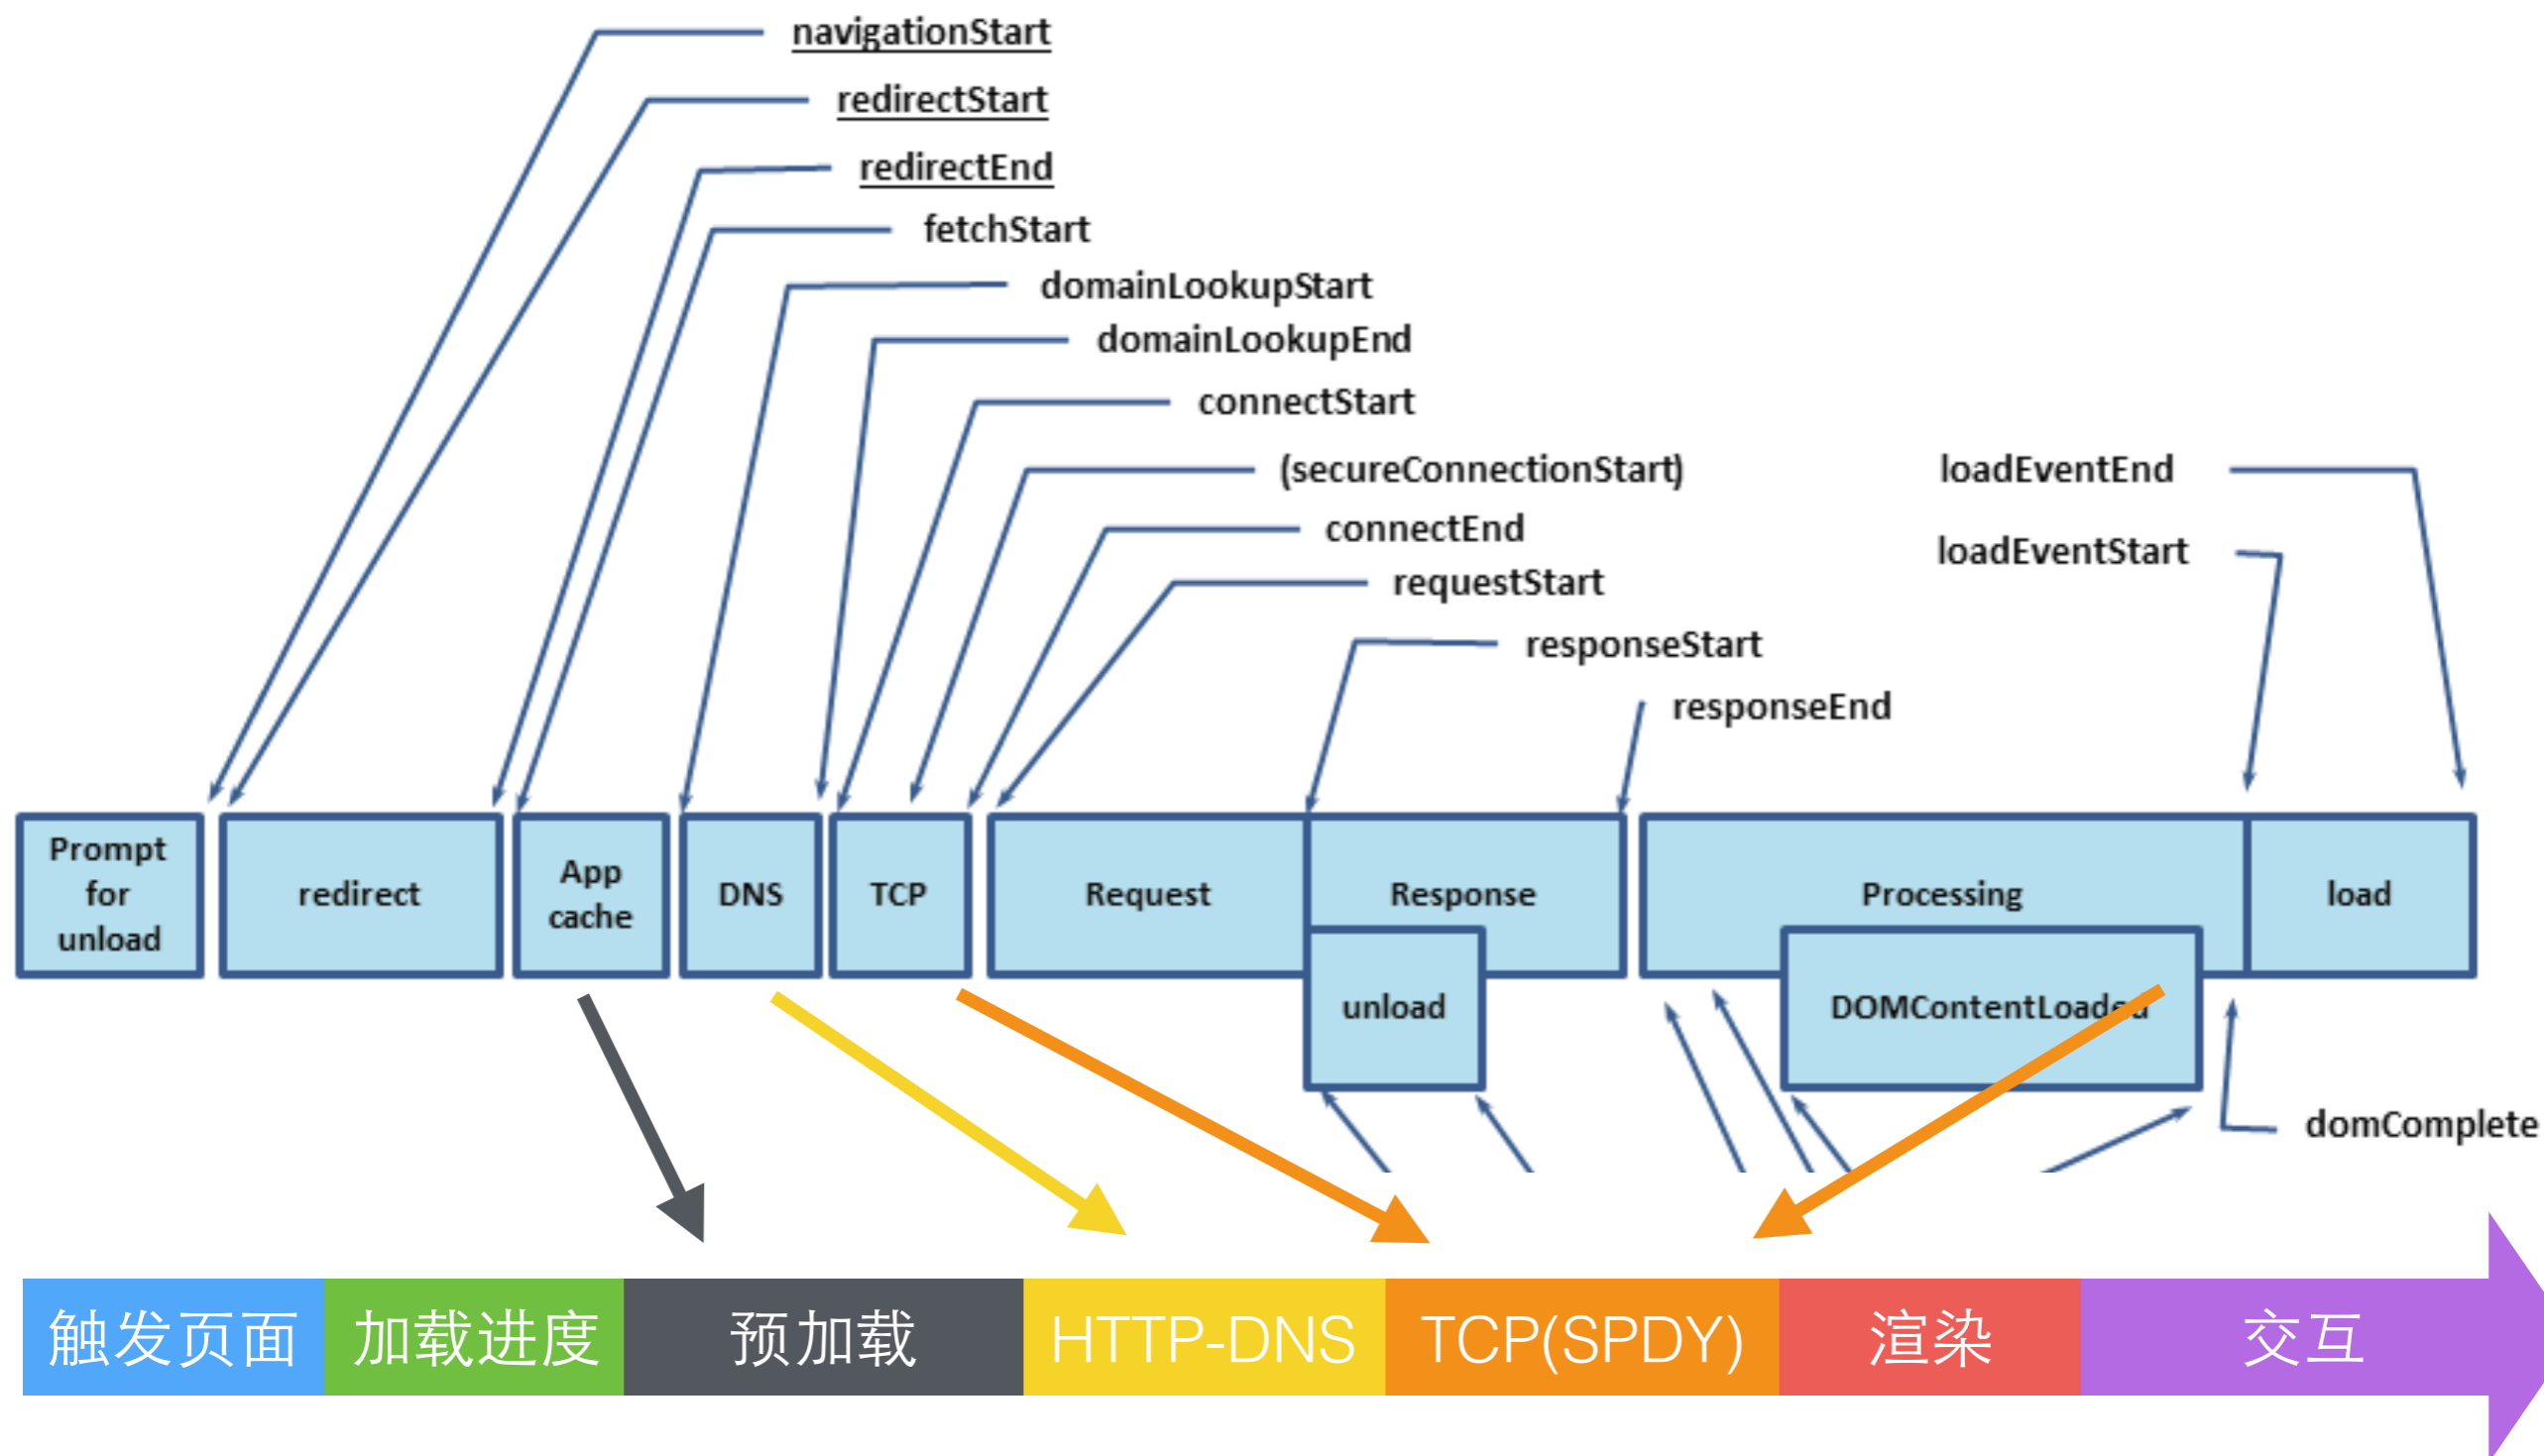 navigationStart
redirectStart
redirectEnd
fetchStart
domainLookupStart
domainLookupEnd
connectStart
(secureConnectionStart)
loadEventEnd
connectEnd
loadEventStart
requestStart
responseStart
responseEnd
Prompt
for
unload
redirect
App
cache
DNS
TCP
Request
Response
Processing
load
unload
DOMContentLoaded
domComplete
触发页面
加载进度
预加载
HTTP-DNS
TCP(SPDY)
渲染
交互